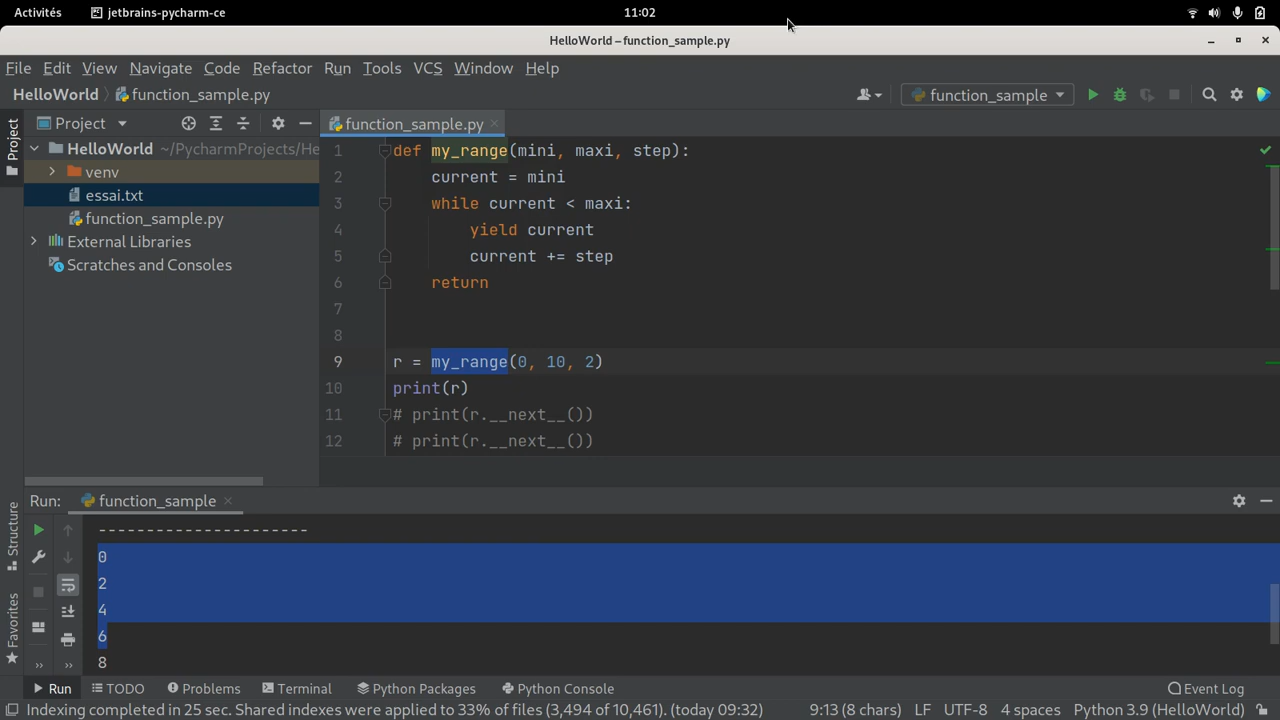 Activités jetbrains-pycharm-ce 11:02
HelloWorld – function_sample.py
File Edit View Navigate Code Refactor Run Tools VCS Window Help
HelloWorld function_sample.py function_sample
Project
Project
function_sample.py
HelloWorld ~/PycharmProjects/He
venv
essai.txt
function_sample.py
External Libraries
Scratches and Consoles
1 def my_range(mini, maxi, step):
2 current = mini
3 while current < maxi:
4 yield current
5 current += step
6 return
7
8
9 r = my_range(0, 10, 2)
10 print(r)
11 # print(r.__next__())
12 # print(r.__next__())
Run: function_sample
Structure
Favorites
----------------------
0
2
4
6
8
Run TODO Problems Terminal Python Packages Python Console Event Log
Indexing completed in 25 sec. Shared indexes were applied to 33% of files (3,494 of 10,461). (today 09:32) 9:13 (8 chars) LF UTF-8 4 spaces Python 3.9 (HelloWorld)